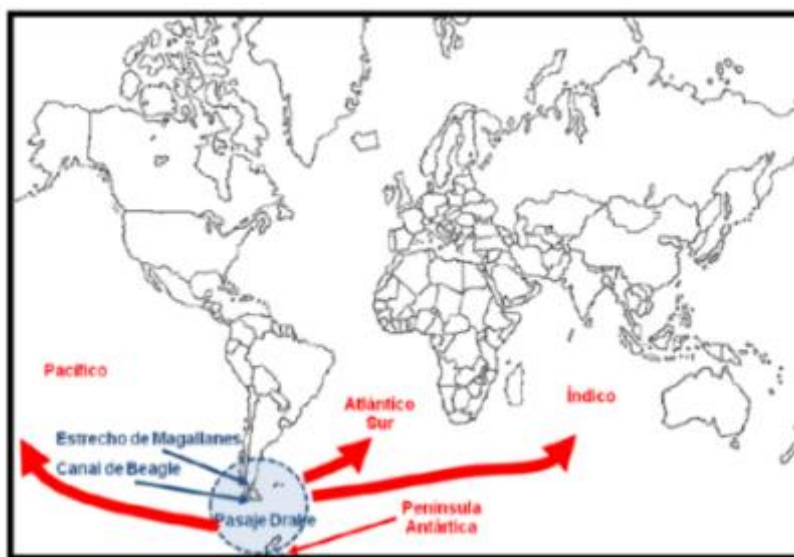 Pacífico
Atlántico
Sur
Índico
Estrecho de Magallanes
Canal de Beagle
Pasaje Drake
Península
Antártica